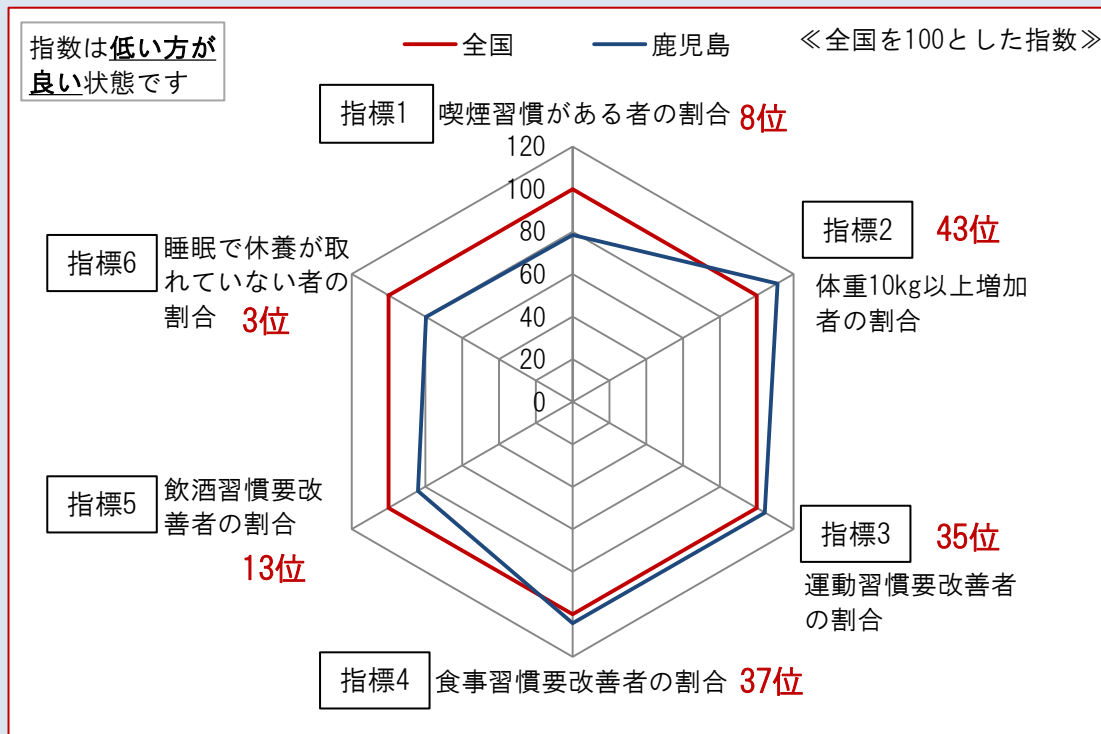 指数は低い方が
良い状態です
全国
鹿児島
≪全国を100とした指数≫
指標1
喫煙習慣がある者の割合
8位
120
100
80
60
40
20
0
指標2
43位
体重10kg以上増加
者の割合
指標3
35位
運動習慣要改善者
の割合
指標4
食事習慣要改善者の割合
37位
指標5
飲酒習慣要改
善者の割合
13位
指標6
睡眠で休養が取
れていない者の
割合
3位